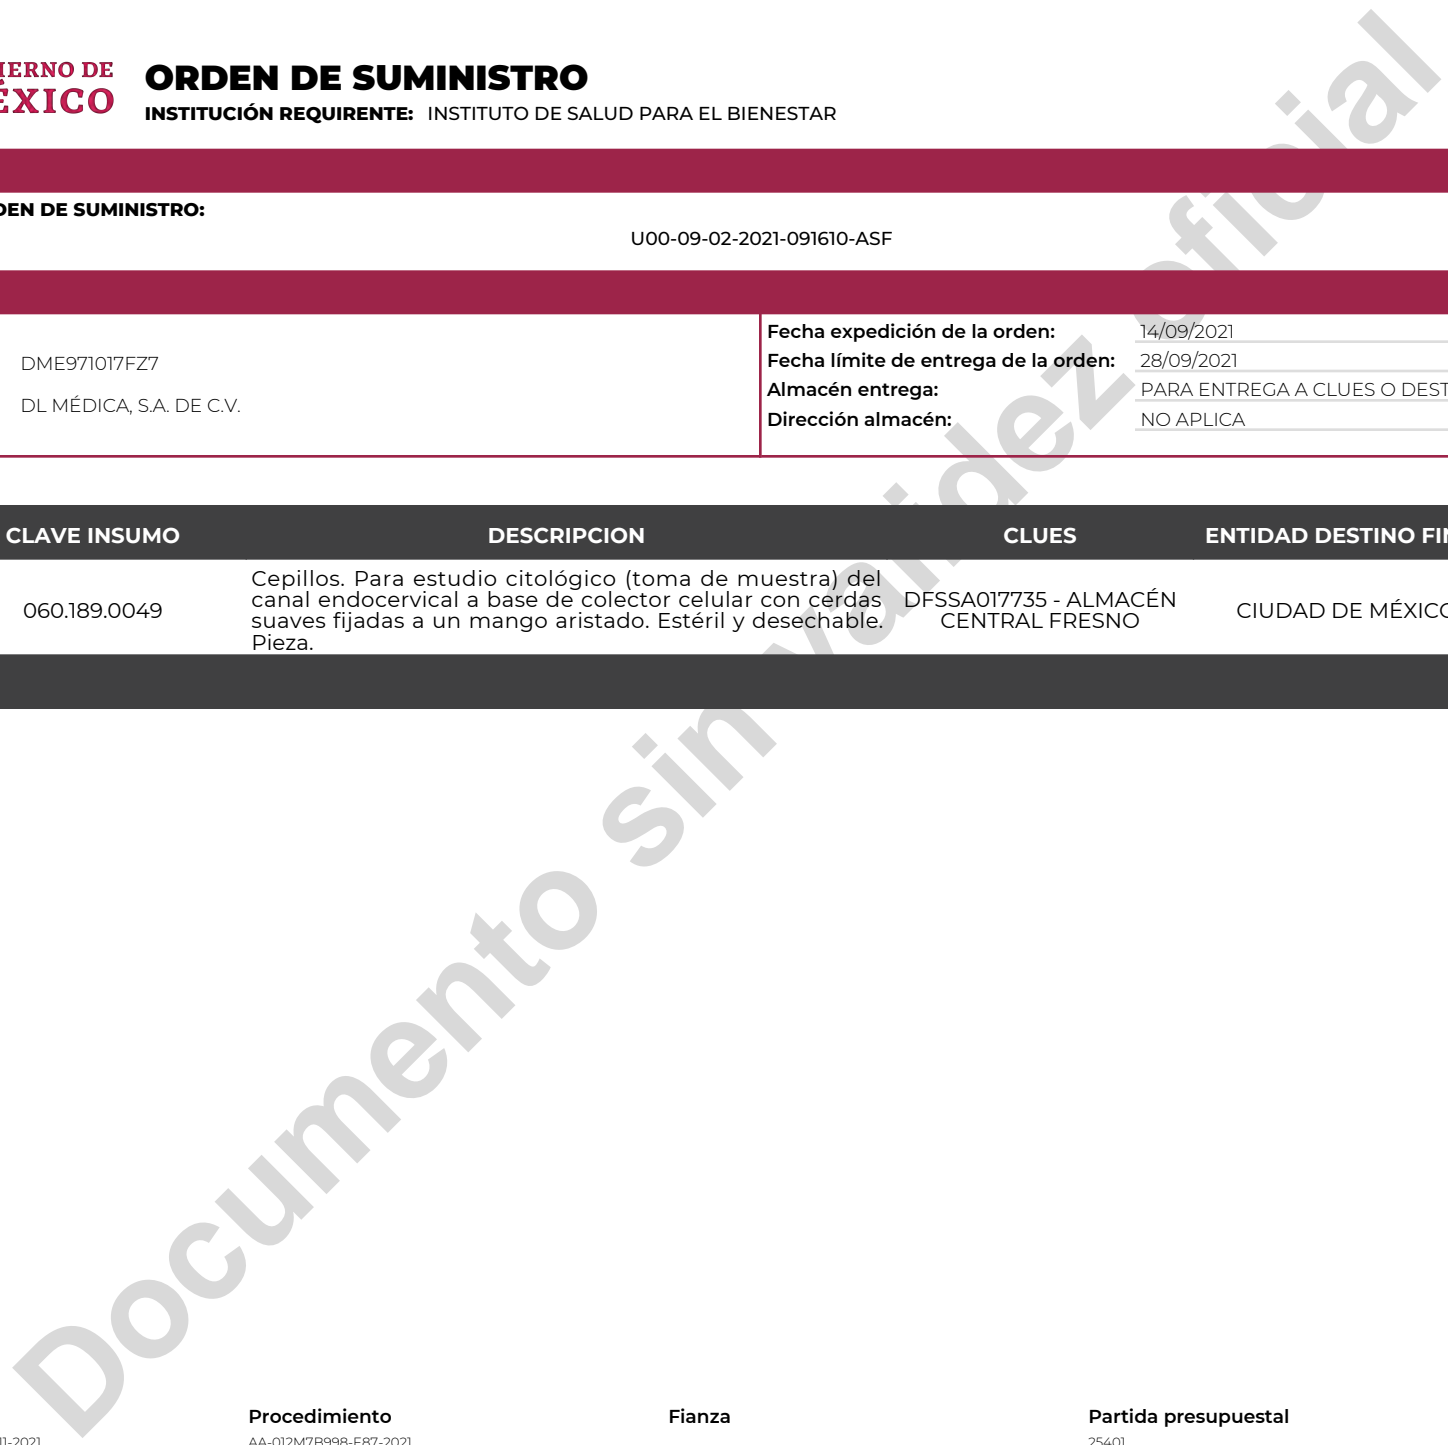 IERNO DE
ÉXICO
ORDEN DE SUMINISTRO
INSTITUCIÓN REQUIRENTE: INSTITUTO DE SALUD PARA EL BIENESTAR
DEN DE SUMINISTRO:
U00-09-02-2021-091610-ASF
DME971017FZ7
DL MÉDICA, S.A. DE C.V.
Fecha expedición de la orden: 14/09/2021
Fecha límite de entrega de la orden: 28/09/2021
Almacén entrega: PARA ENTREGA A CLUES O DEST
Dirección almacén: NO APLICA
CLAVE INSUMO DESCRIPCION CLUES ENTIDAD DESTINO FIN
060.189.0049
Cepillos. Para estudio citológico (toma de muestra) del
canal endocervical a base de colector celular con cerdas
suaves fijadas a un mango aristado. Estéril y desechable.
Pieza.
DFSSA017735 - ALMACÉN
CENTRAL FRESNO
CIUDAD DE MÉXICO
Documento sin validez oficial
Procedimiento Fianza Partida presupuestal
11-2021 AA-012M7B998-E87-2021 25401